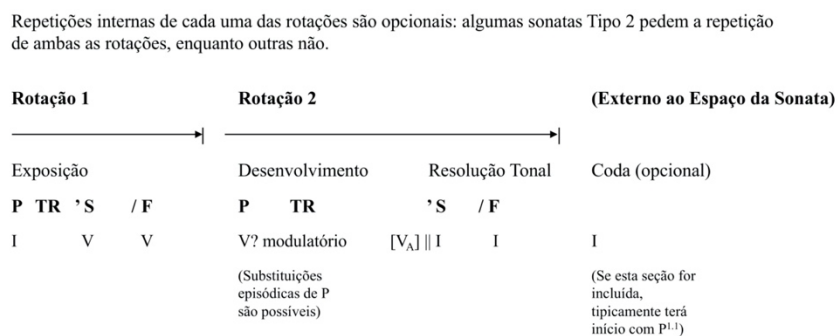 Repetições internas de cada uma das rotações são opcionais: algumas sonatas Tipo 2 pedem a repetição
de ambas as rotações, enquanto outras não.
Rotação 1 Rotação 2 (Externo ao Espaço da Sonata)
Exposição Desenvolvimento Resolução Tonal Coda (opcional)
P TR ’S / F P TR ’S / F
I V V V? modulatório [V_A] || I I I
(Substituições
episódicas de P
são possíveis)
(Se esta seção for
incluída,
tipicamente terá
início com P^1.1)